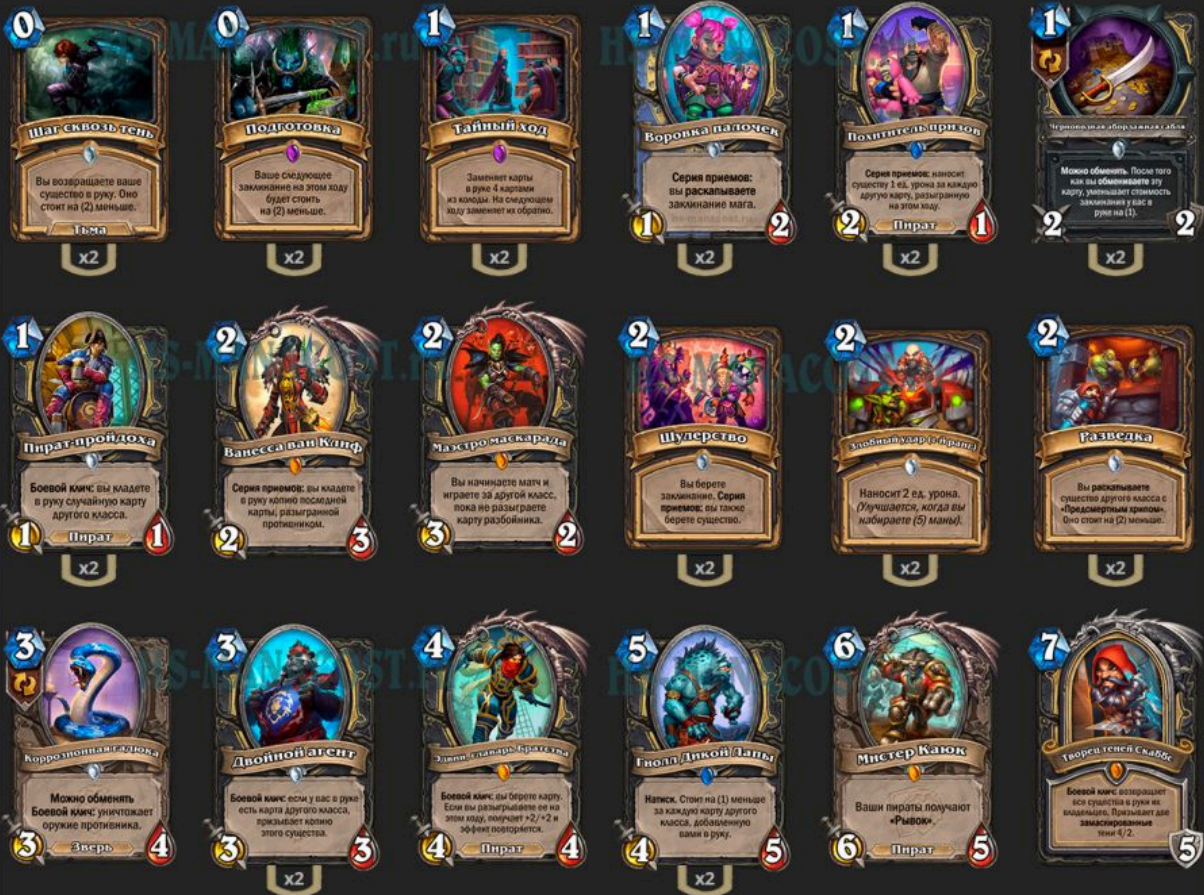 0
Шаг сквозь тень
Вы возвращаете ваше
существо в руку. Оно
стоит на (2) меньше.
Тьма
x2
0
Подготовка
Ваше следующее
заклинание на этом ходу
будет стоить
на (2) меньше.
x2
1
Тайный ход
Заменяет карты
в руке 4 картами
из колоды. На следующем
ходу заменяет их обратно.
x2
1
Воровка палочек
Серия приемов:
вы раскапываете
заклинание мага.
1
2
x2
1
Похититель призов
Серия приемов: наносит
существу 1 ед. урона за каждую
другую карту, разыгранную
на этом ходу.
2
Пират
1
x2
1
Черноводная абордажная сабля
Можно обменять. После того
как вы обмениваете эту
карту, уменьшает стоимость
заклинания у вас в
руке на (1).
2
2
x2
1
Пират-пройдоха
Боевой клич: вы кладете
в руку случайную карту
другого класса.
1
Пират
1
x2
2
Ванесса ван Клиф
Серия приемов: вы кладете
в руку копию последней
карты, разыгранной
противником.
2
3
2
Маэстро маскарада
Вы начинаете матч и
играете за другой класс,
пока не разыграете
карту разбойника.
3
2
2
Шулерство
Вы берете
заклинание. Серия
приемов: вы также
берете существо.
x2
2
Злобный удар (1-й ранг)
Наносит 2 ед. урона.
(Улучшается, когда вы
набираете (5) маны).
x2
2
Разведка
Вы раскапываете
существо другого класса с
«Предсмертным хрипом».
Оно стоит на (2) меньше.
x2
3
Коррозионная гадюка
Можно обменять
Боевой клич: уничтожает
оружие противника.
3
Зверь
4
3
Двойной агент
Боевой клич: если у вас в руке
есть карта другого класса,
призывает копию
этого существа.
3
3
x2
4
Эдвин, главарь Братства
Боевой клич: вы берете карту.
Если вы разыгрываете ее на
этом ходу, получает +2/+2 и
эффект повторяется.
4
Пират
4
5
Гнолл Дикой Лапы
Натиск. Стоит на (1) меньше
за каждую карту другого
класса, добавленную
вами в руку.
4
5
x2
6
Мистер Каюк
Ваши пираты получают
«Рывок».
6
Пират
5
7
Творец теней Скаббс
Боевой клич: возвращает
все существа в руки их
владельцев. Призывает две
замаскированные
тени 4/2.
5